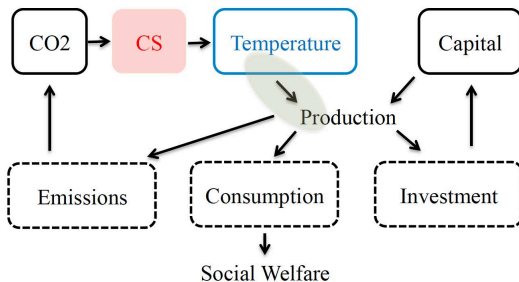 CO2
CS
Temperature
Capital
Production
Emissions
Consumption
Investment
Social Welfare